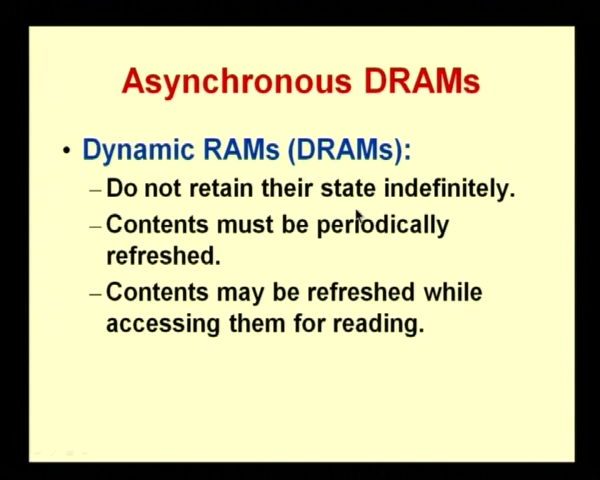 Asynchronous DRAMs
• Dynamic RAMs (DRAMs):
– Do not retain their state indefinitely.
– Contents must be periodically
refreshed.
– Contents may be refreshed while
accessing them for reading.